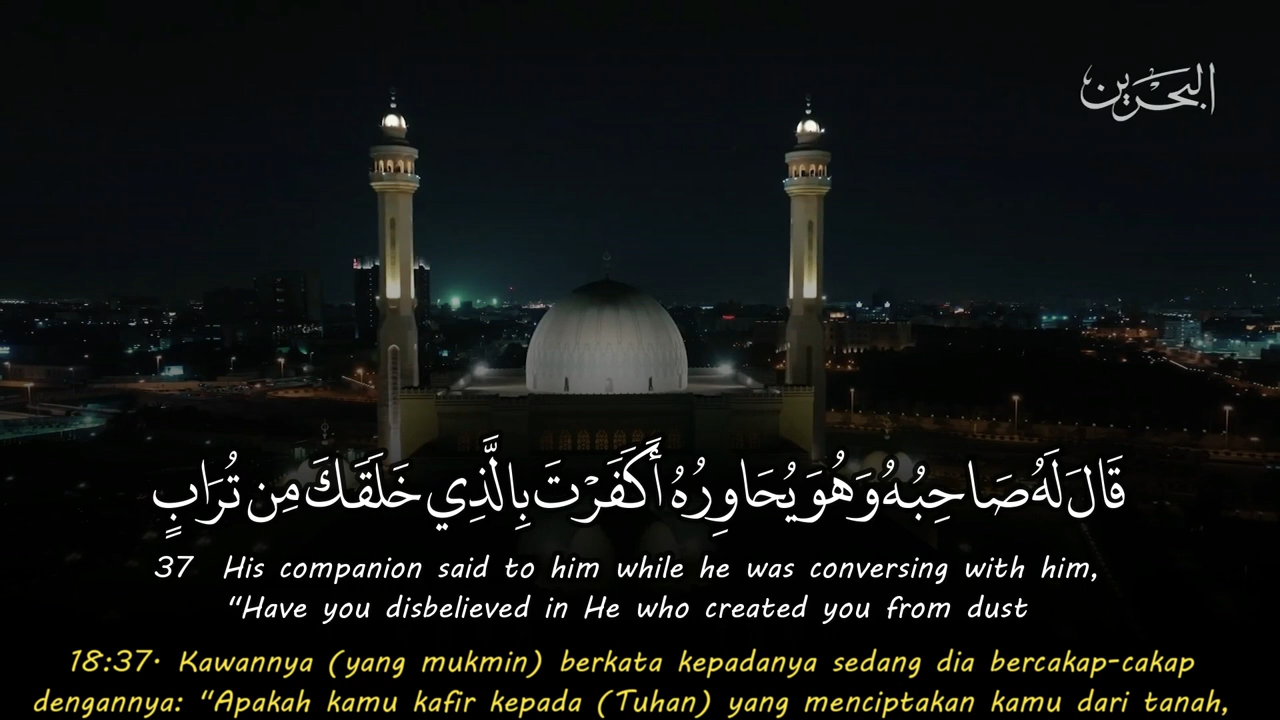 البحرين
قَالَ لَهُ صَاحِبُهُ وَهُوَ يُحَاوِرُهُ أَكَفَرْتَ بِالَّذِي خَلَقَكَ مِن تُرَابٍ
37 His companion said to him while he was conversing with him,
“Have you disbelieved in He who created you from dust
18:37· Kawannya (yang mukmin) berkata kepadanya sedang dia bercakap-cakap
dengannya: “Apakah kamu kafir kepada (Tuhan) yang menciptakan kamu dari tanah,